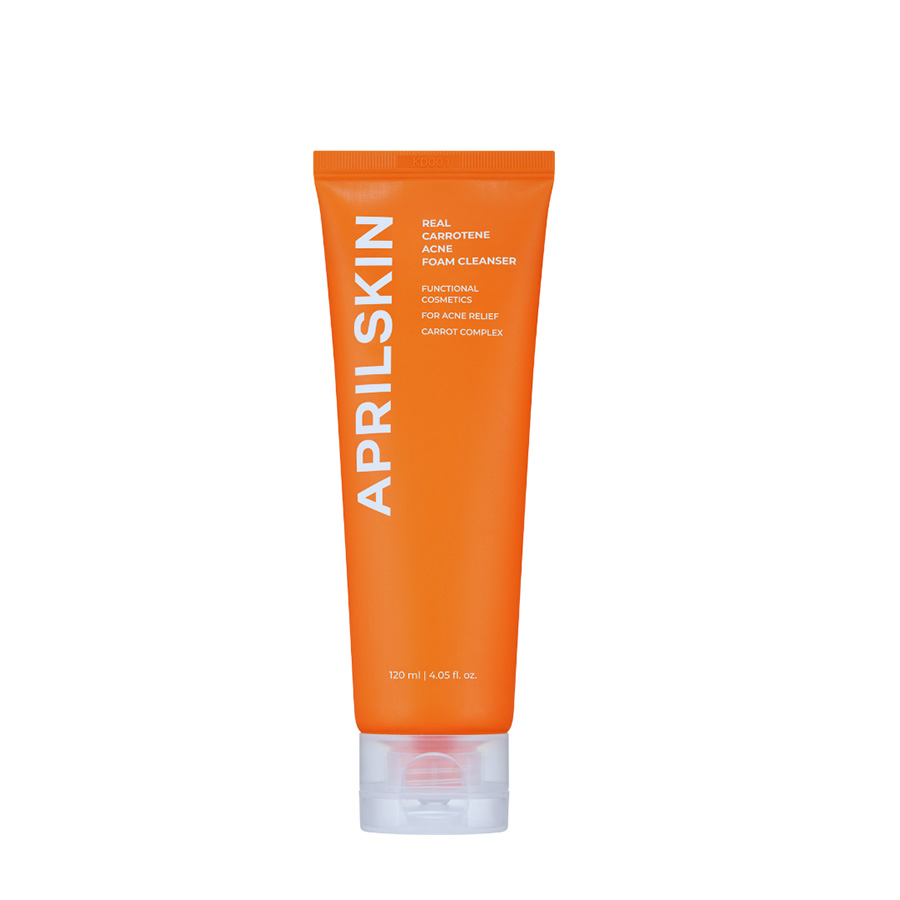 APRILSKIN
REAL
CARROTENE
ACNE
FOAM CLEANSER
FUNCTIONAL
COSMETICS
FOR ACNE RELIEF
CARROT COMPLEX
120 ml | 4.05 fl. oz.